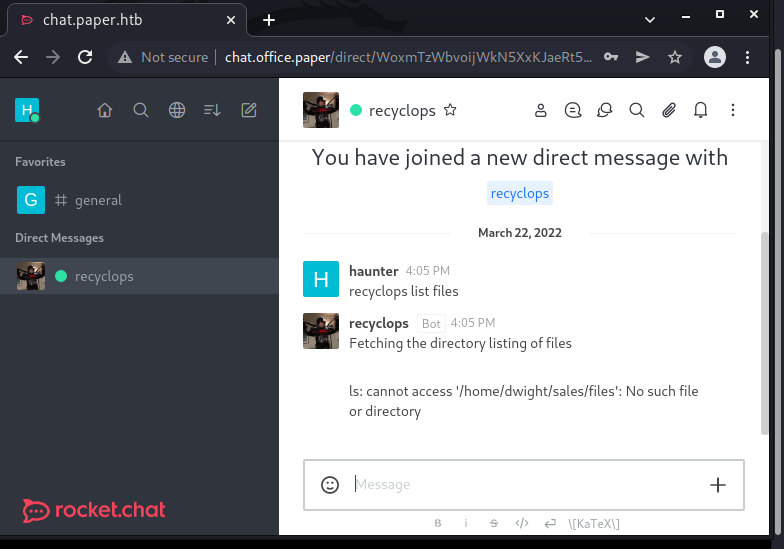 chat.paper.htb
Not secure | chat.office.paper/direct/WoxmTzWbvoijWkN5XxKJaeRt5...
H
recyclops
Favorites
G # general
Direct Messages
recyclops
You have joined a new direct message with
recyclops
March 22, 2022
H
haunter 4:05 PM
recyclops list files
recyclops Bot 4:05 PM
Fetching the directory listing of files
ls: cannot access '/home/dwight/sales/files': No such file
or directory
Message
rocket.chat
B i S </> \[KaTeX\]